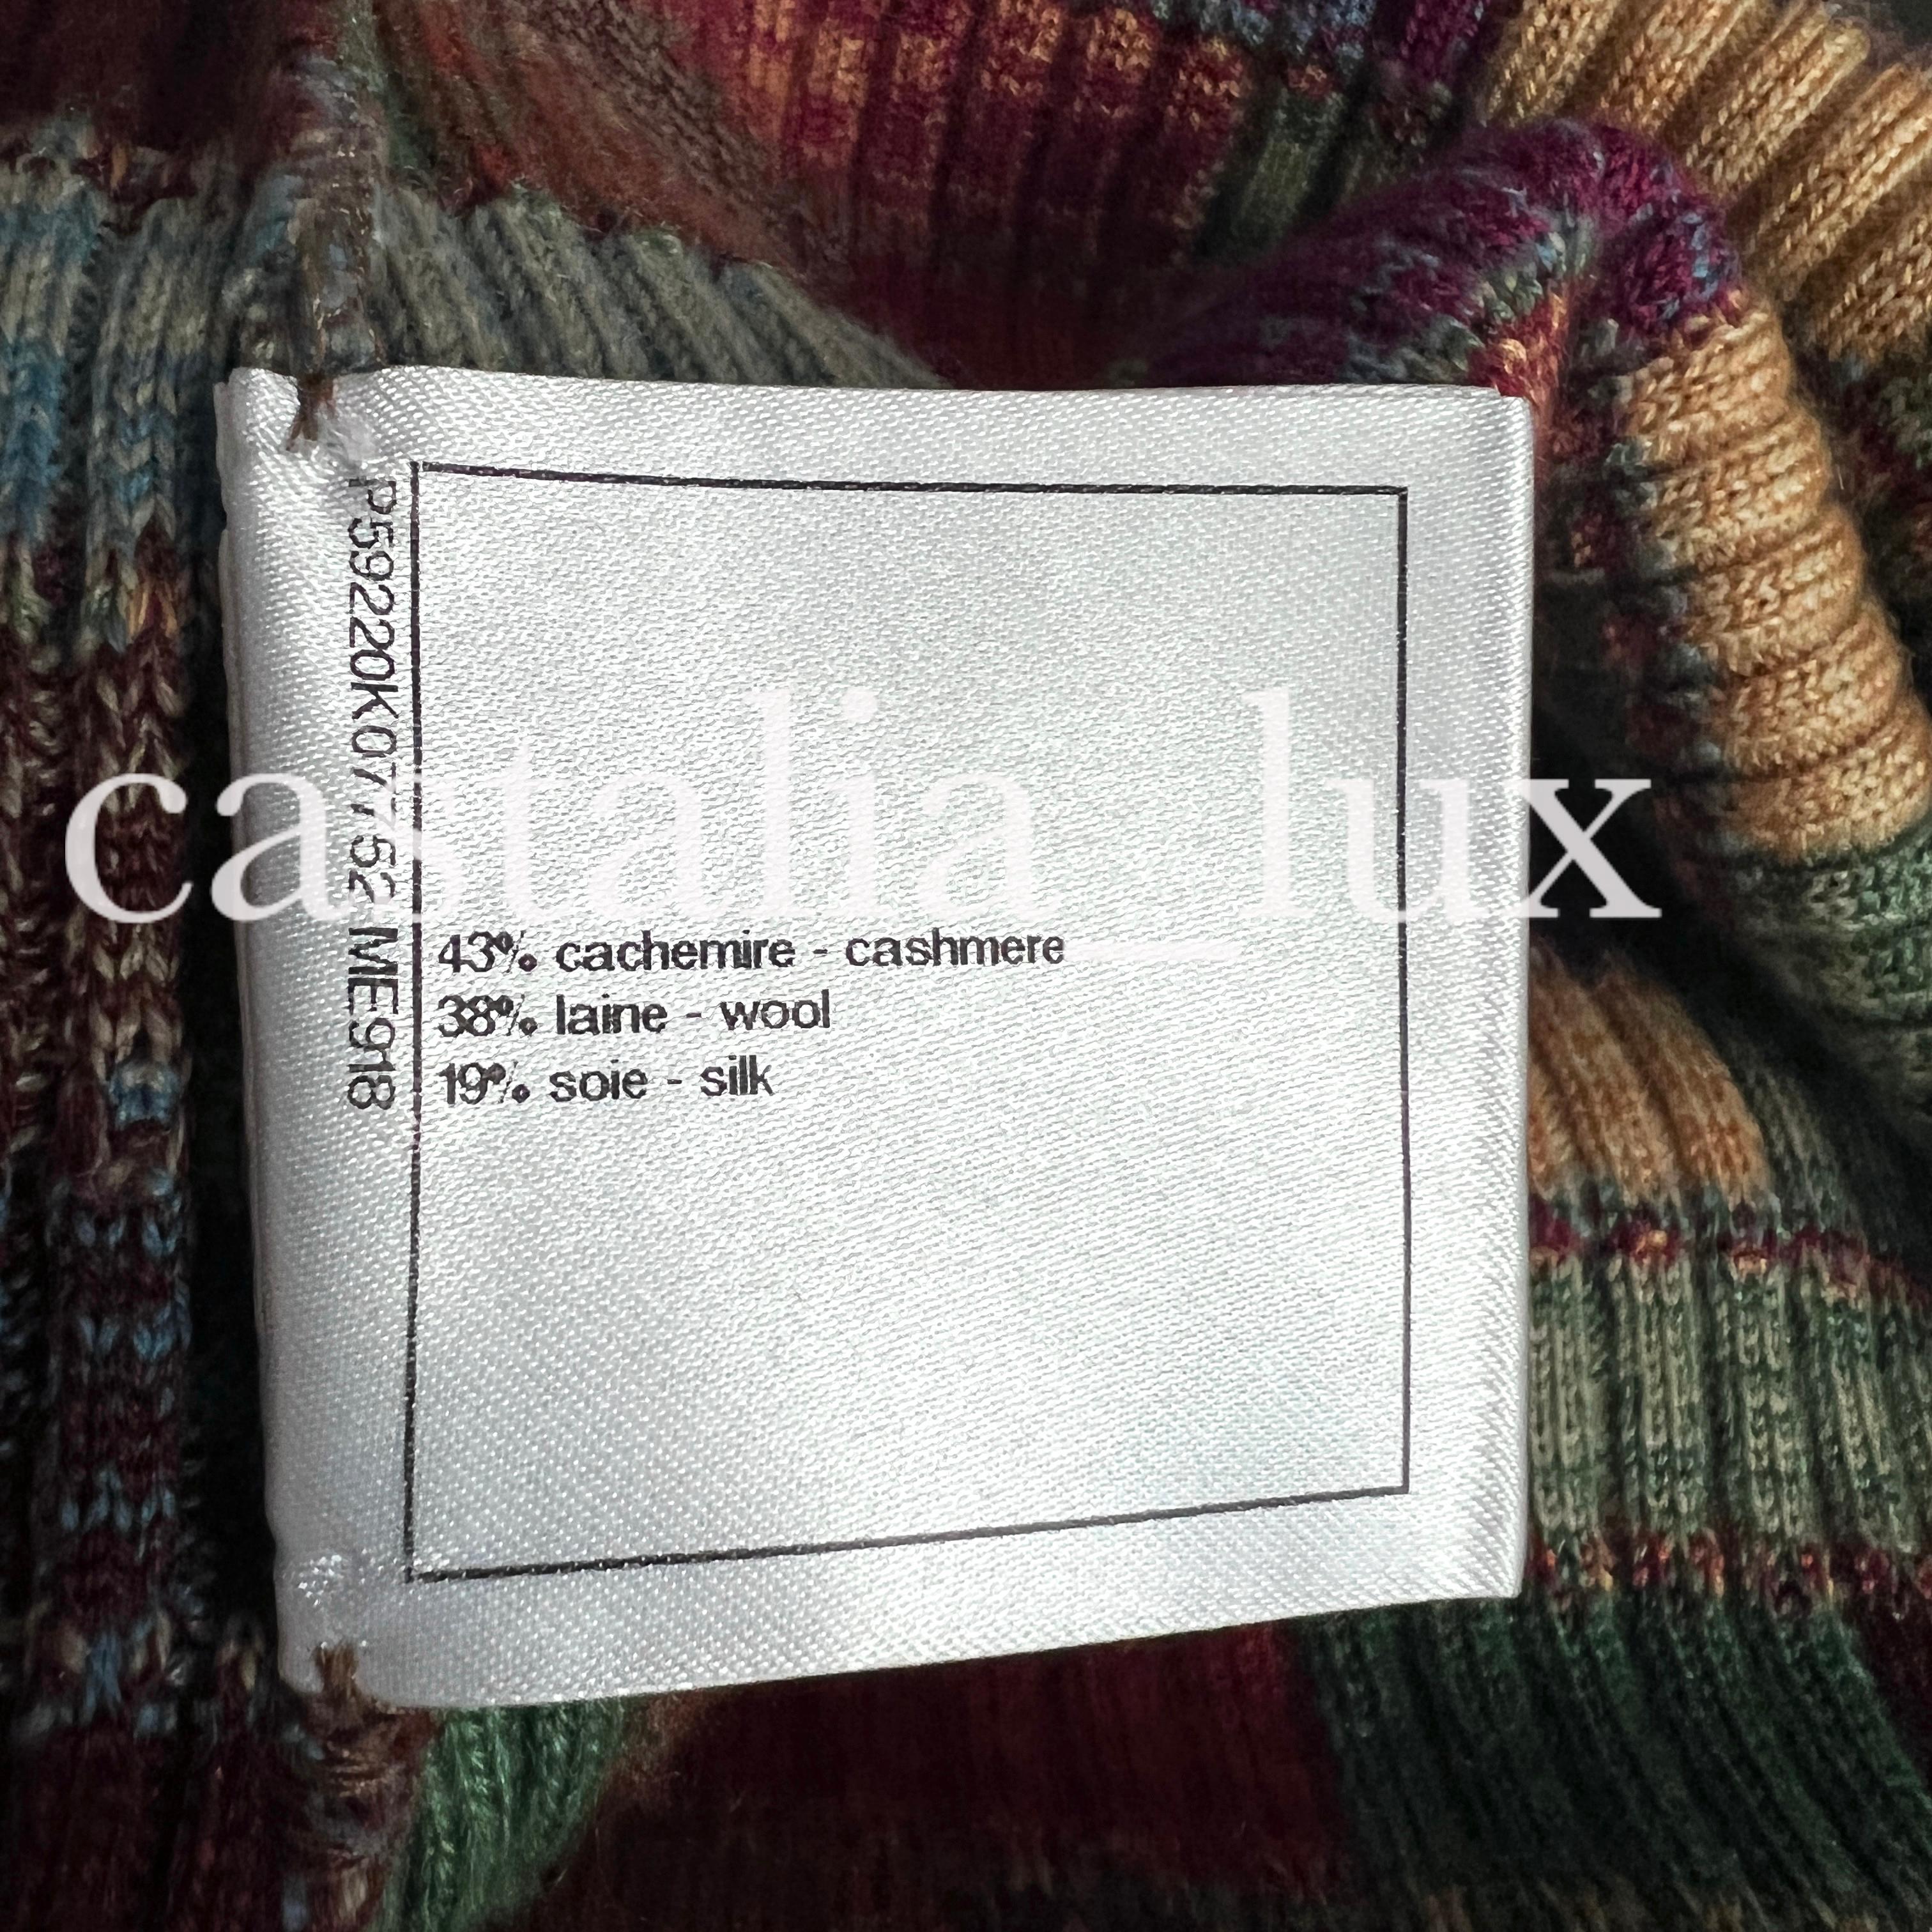 P59220K07752 ME918
castalia_lux
43% cachemire - cashmere
38% laine - wool
19% soie - silk